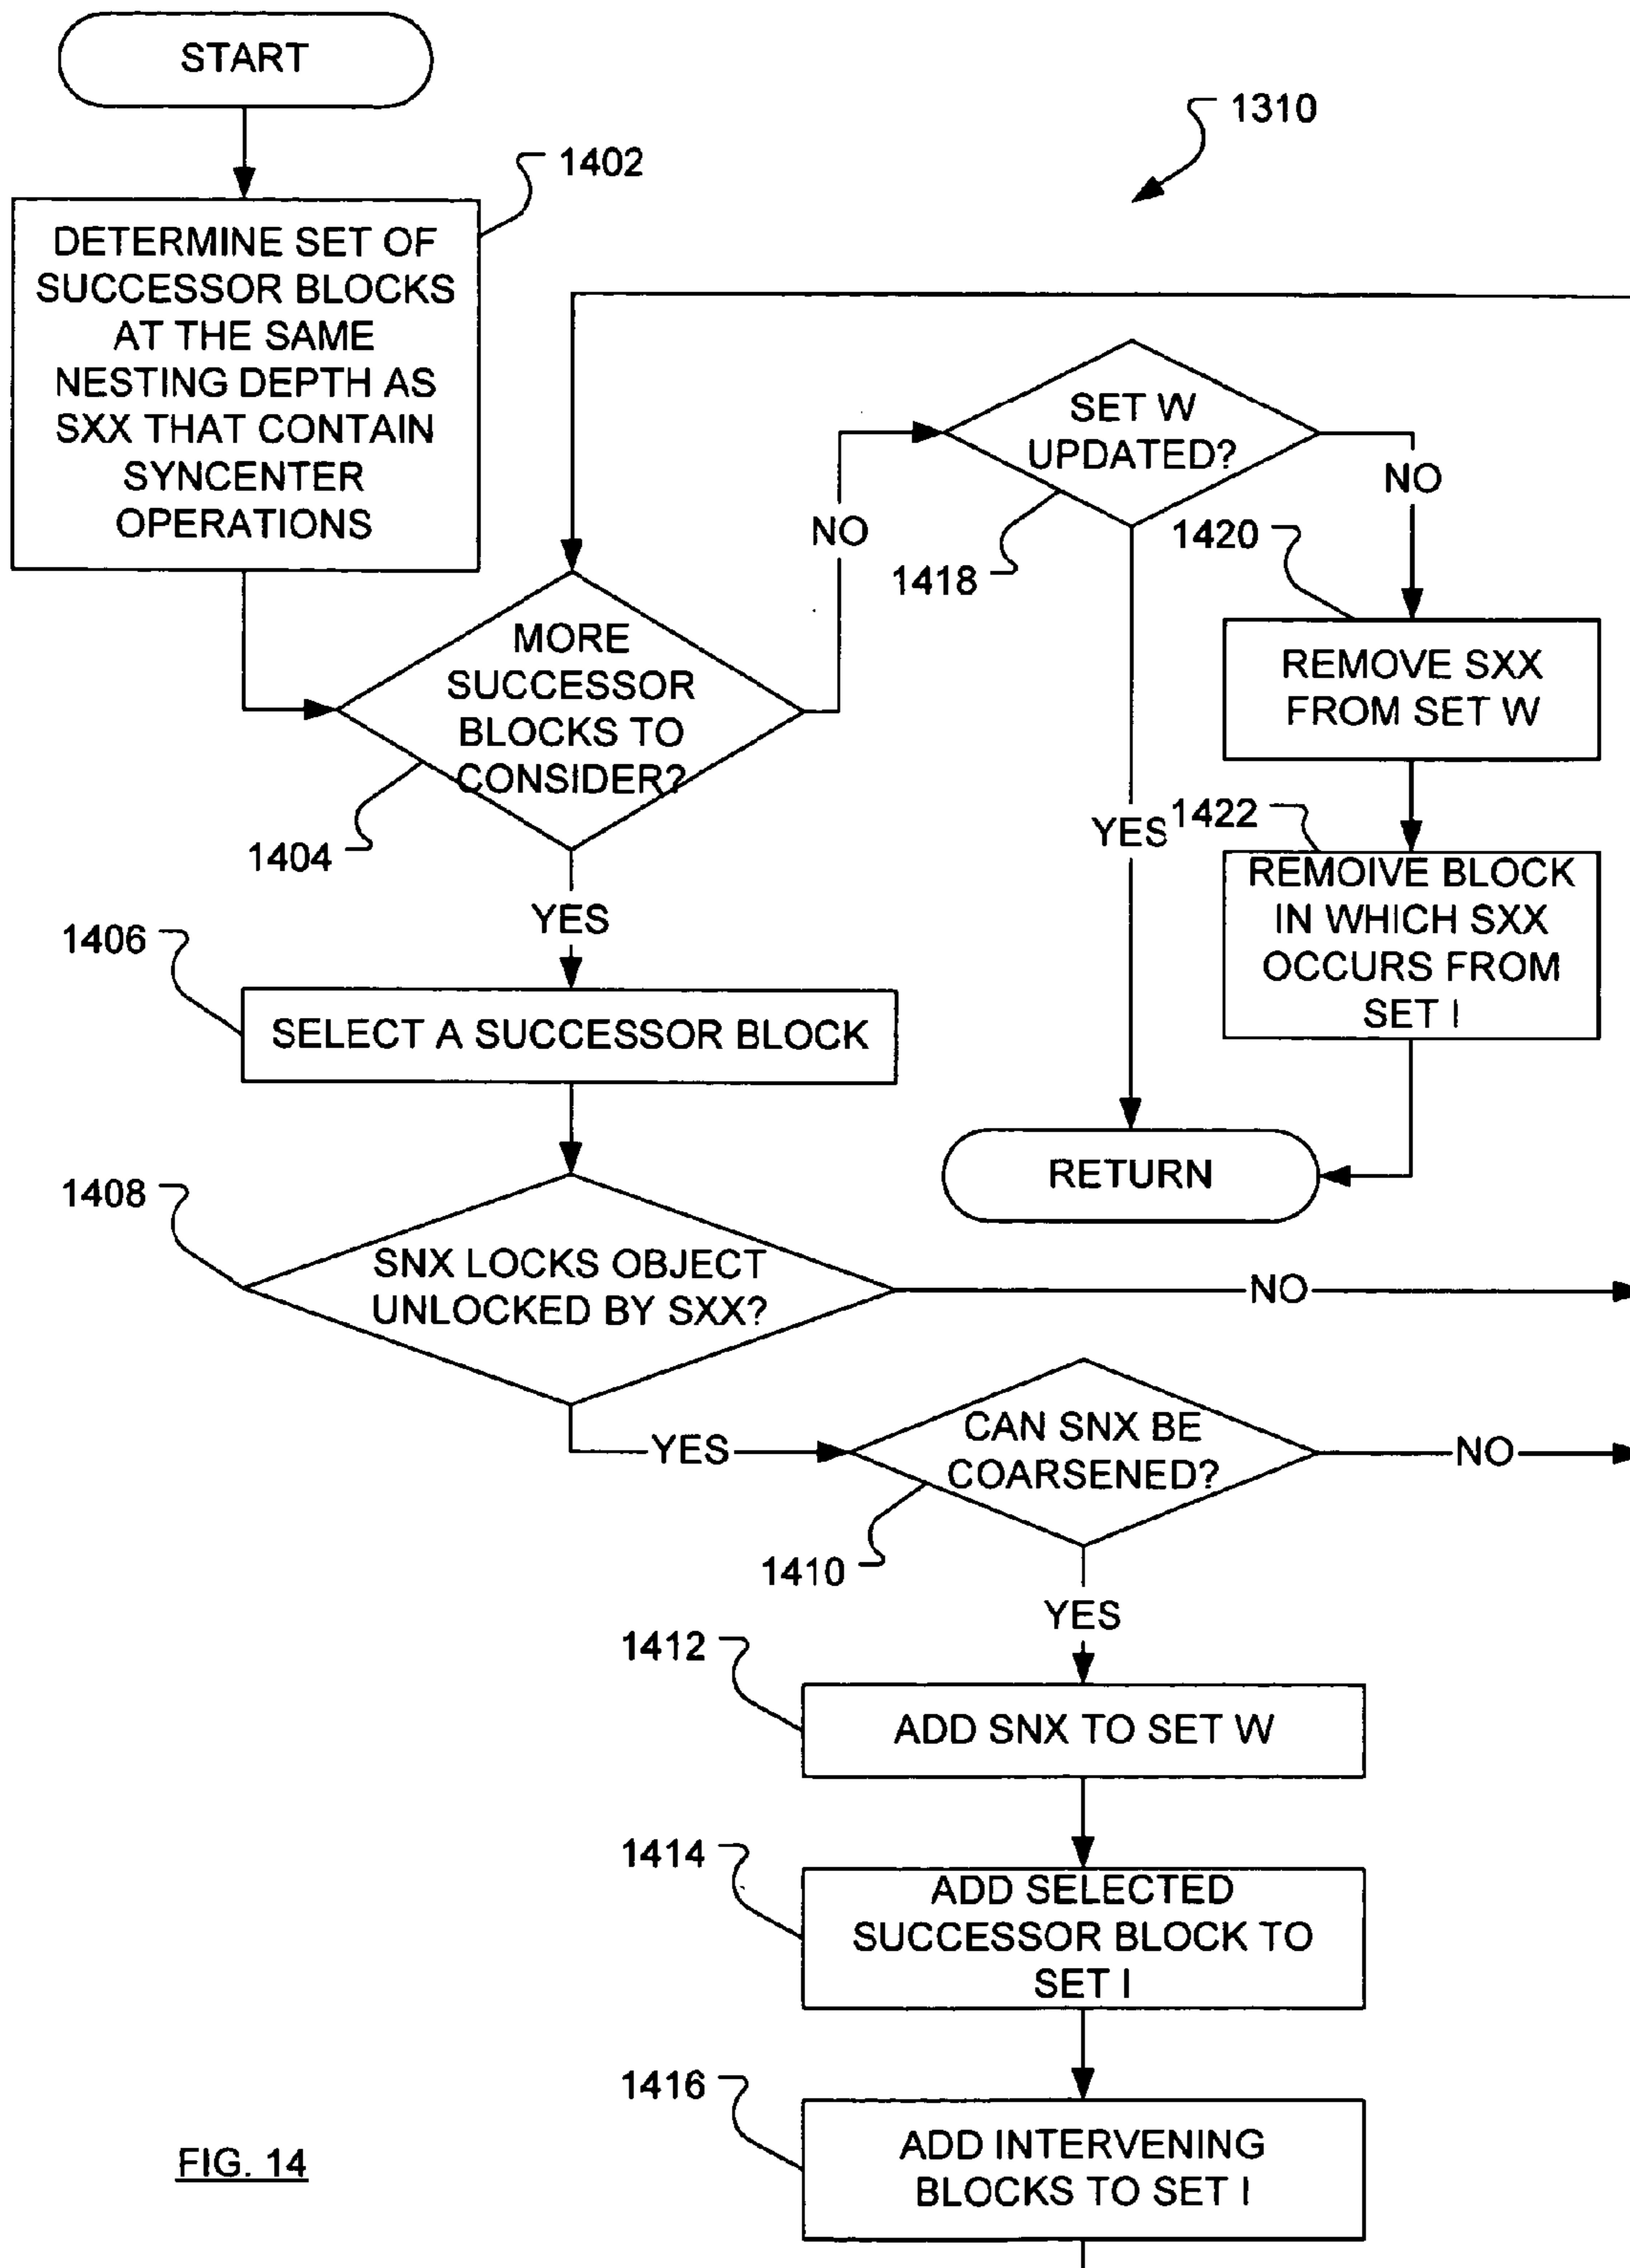 START
1310
1402
DETERMINE SET OF
SUCCESSOR BLOCKS
AT THE SAME
NESTING DEPTH AS
SXX THAT CONTAIN
SYNCENTER
OPERATIONS
SET W
UPDATED?
NO
NO
1418
1420
MORE
SUCCESSOR
BLOCKS TO
CONSIDER?
1404
REMOVE SXX
FROM SET W
YES
1422
REMOIVE BLOCK
IN WHICH SXX
OCCURS FROM
SET I
YES
1406
SELECT A SUCCESSOR BLOCK
RETURN
1408
SNX LOCKS OBJECT
UNLOCKED BY SXX?
NO
YES
CAN SNX BE
COARSENED?
NO
1410
YES
1412
ADD SNX TO SET W
1414
ADD SELECTED
SUCCESSOR BLOCK TO
SET I
1416
ADD INTERVENING
BLOCKS TO SET I
FIG. 14